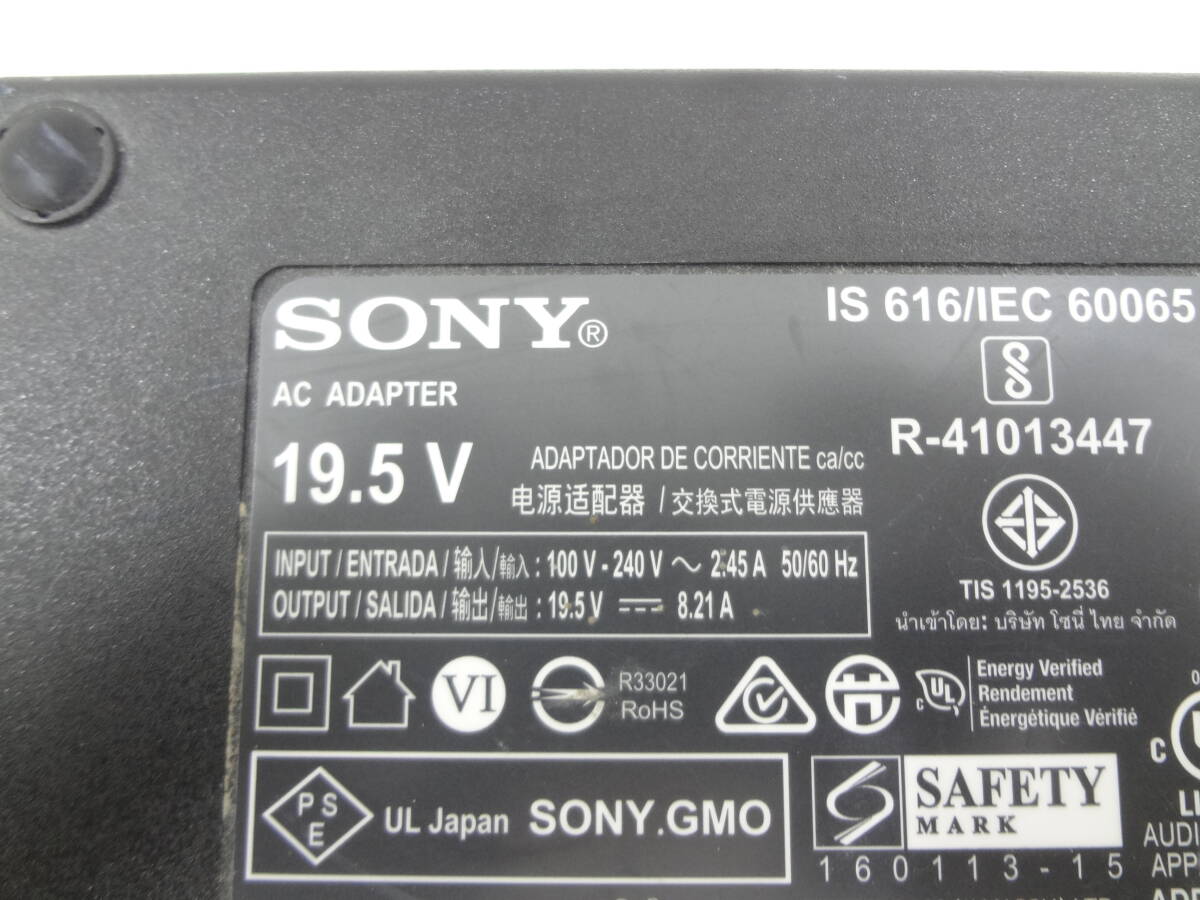 SONY®
IS 616/IEC 60065
AC ADAPTER
R-41013447
19.5 V
ADAPTADOR DE CORRIENTE ca/cc
电源适配器 / 交換式電源供應器
INPUT / ENTRADA / 输入/輸入 : 100 V - 240 V ～ 2.45 A 50/60 Hz
OUTPUT / SALIDA / 输出/輸出 : 19.5 V ⎓ 8.21 A
TIS 1195-2536
นำเข้าโดย: บริษัท โซนี่ ไทย จำกัด
VI
R33021
RoHS
c UL
Energy Verified
Rendement
Énergétique Vérifié
C
PSE
UL Japan SONY.GMO
SAFETY
MARK
160113-15
AUDI
APP